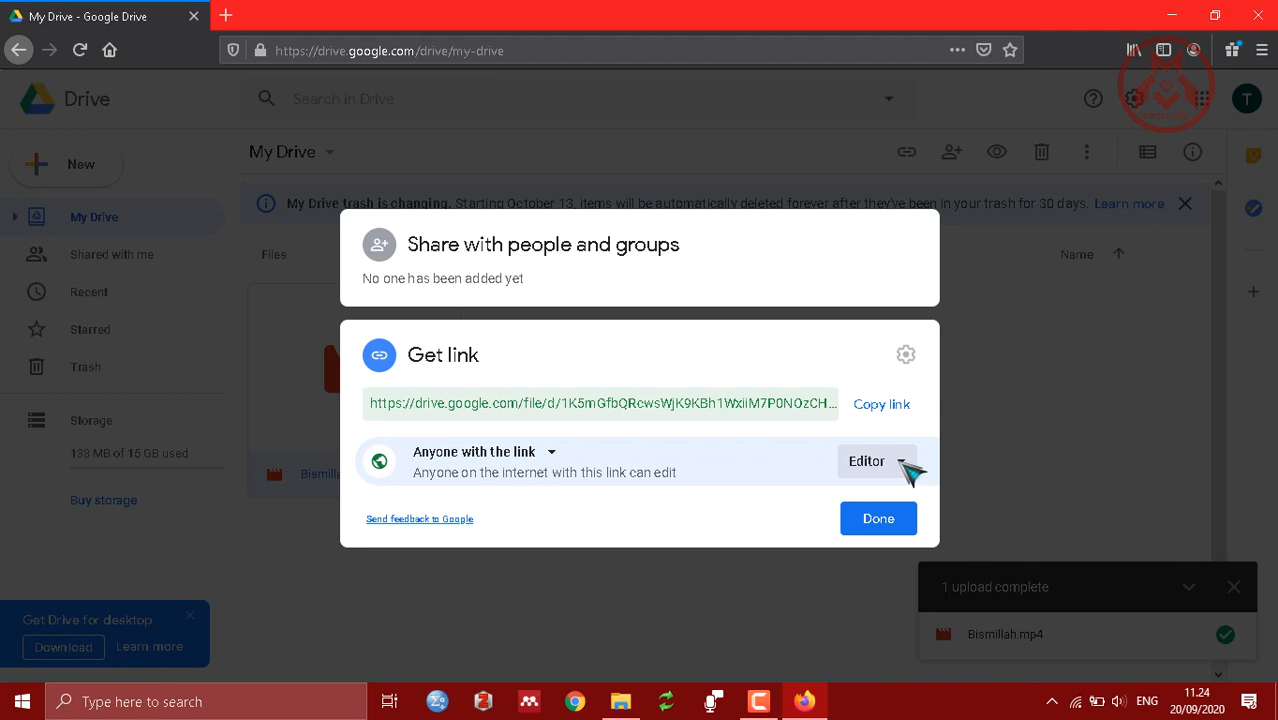 My Drive - Google Drive
https://drive.google.com/drive/my-drive
Drive
Search in Drive
T
New
My Drive
My Drive trash is changing. Starting October 13, items will be automatically deleted forever after they've been in your trash for 30 days. Learn more
My Drive
Shared with me
Files
Name
Recent
Starred
Trash
Storage
138 MB of 15 GB used
Buy storage
Share with people and groups
No one has been added yet
Get link
https://drive.google.com/file/d/1K5mGfbQRcwsWjK9KBh1WxiiM7P0NOzCH...
Copy link
Anyone with the link
Anyone on the internet with this link can edit
Editor
Send feedback to Google
Done
1 upload complete
Bismillah.mp4
Get Drive for desktop
Download
Learn more
Type here to search
ENG
11.24
20/09/2020